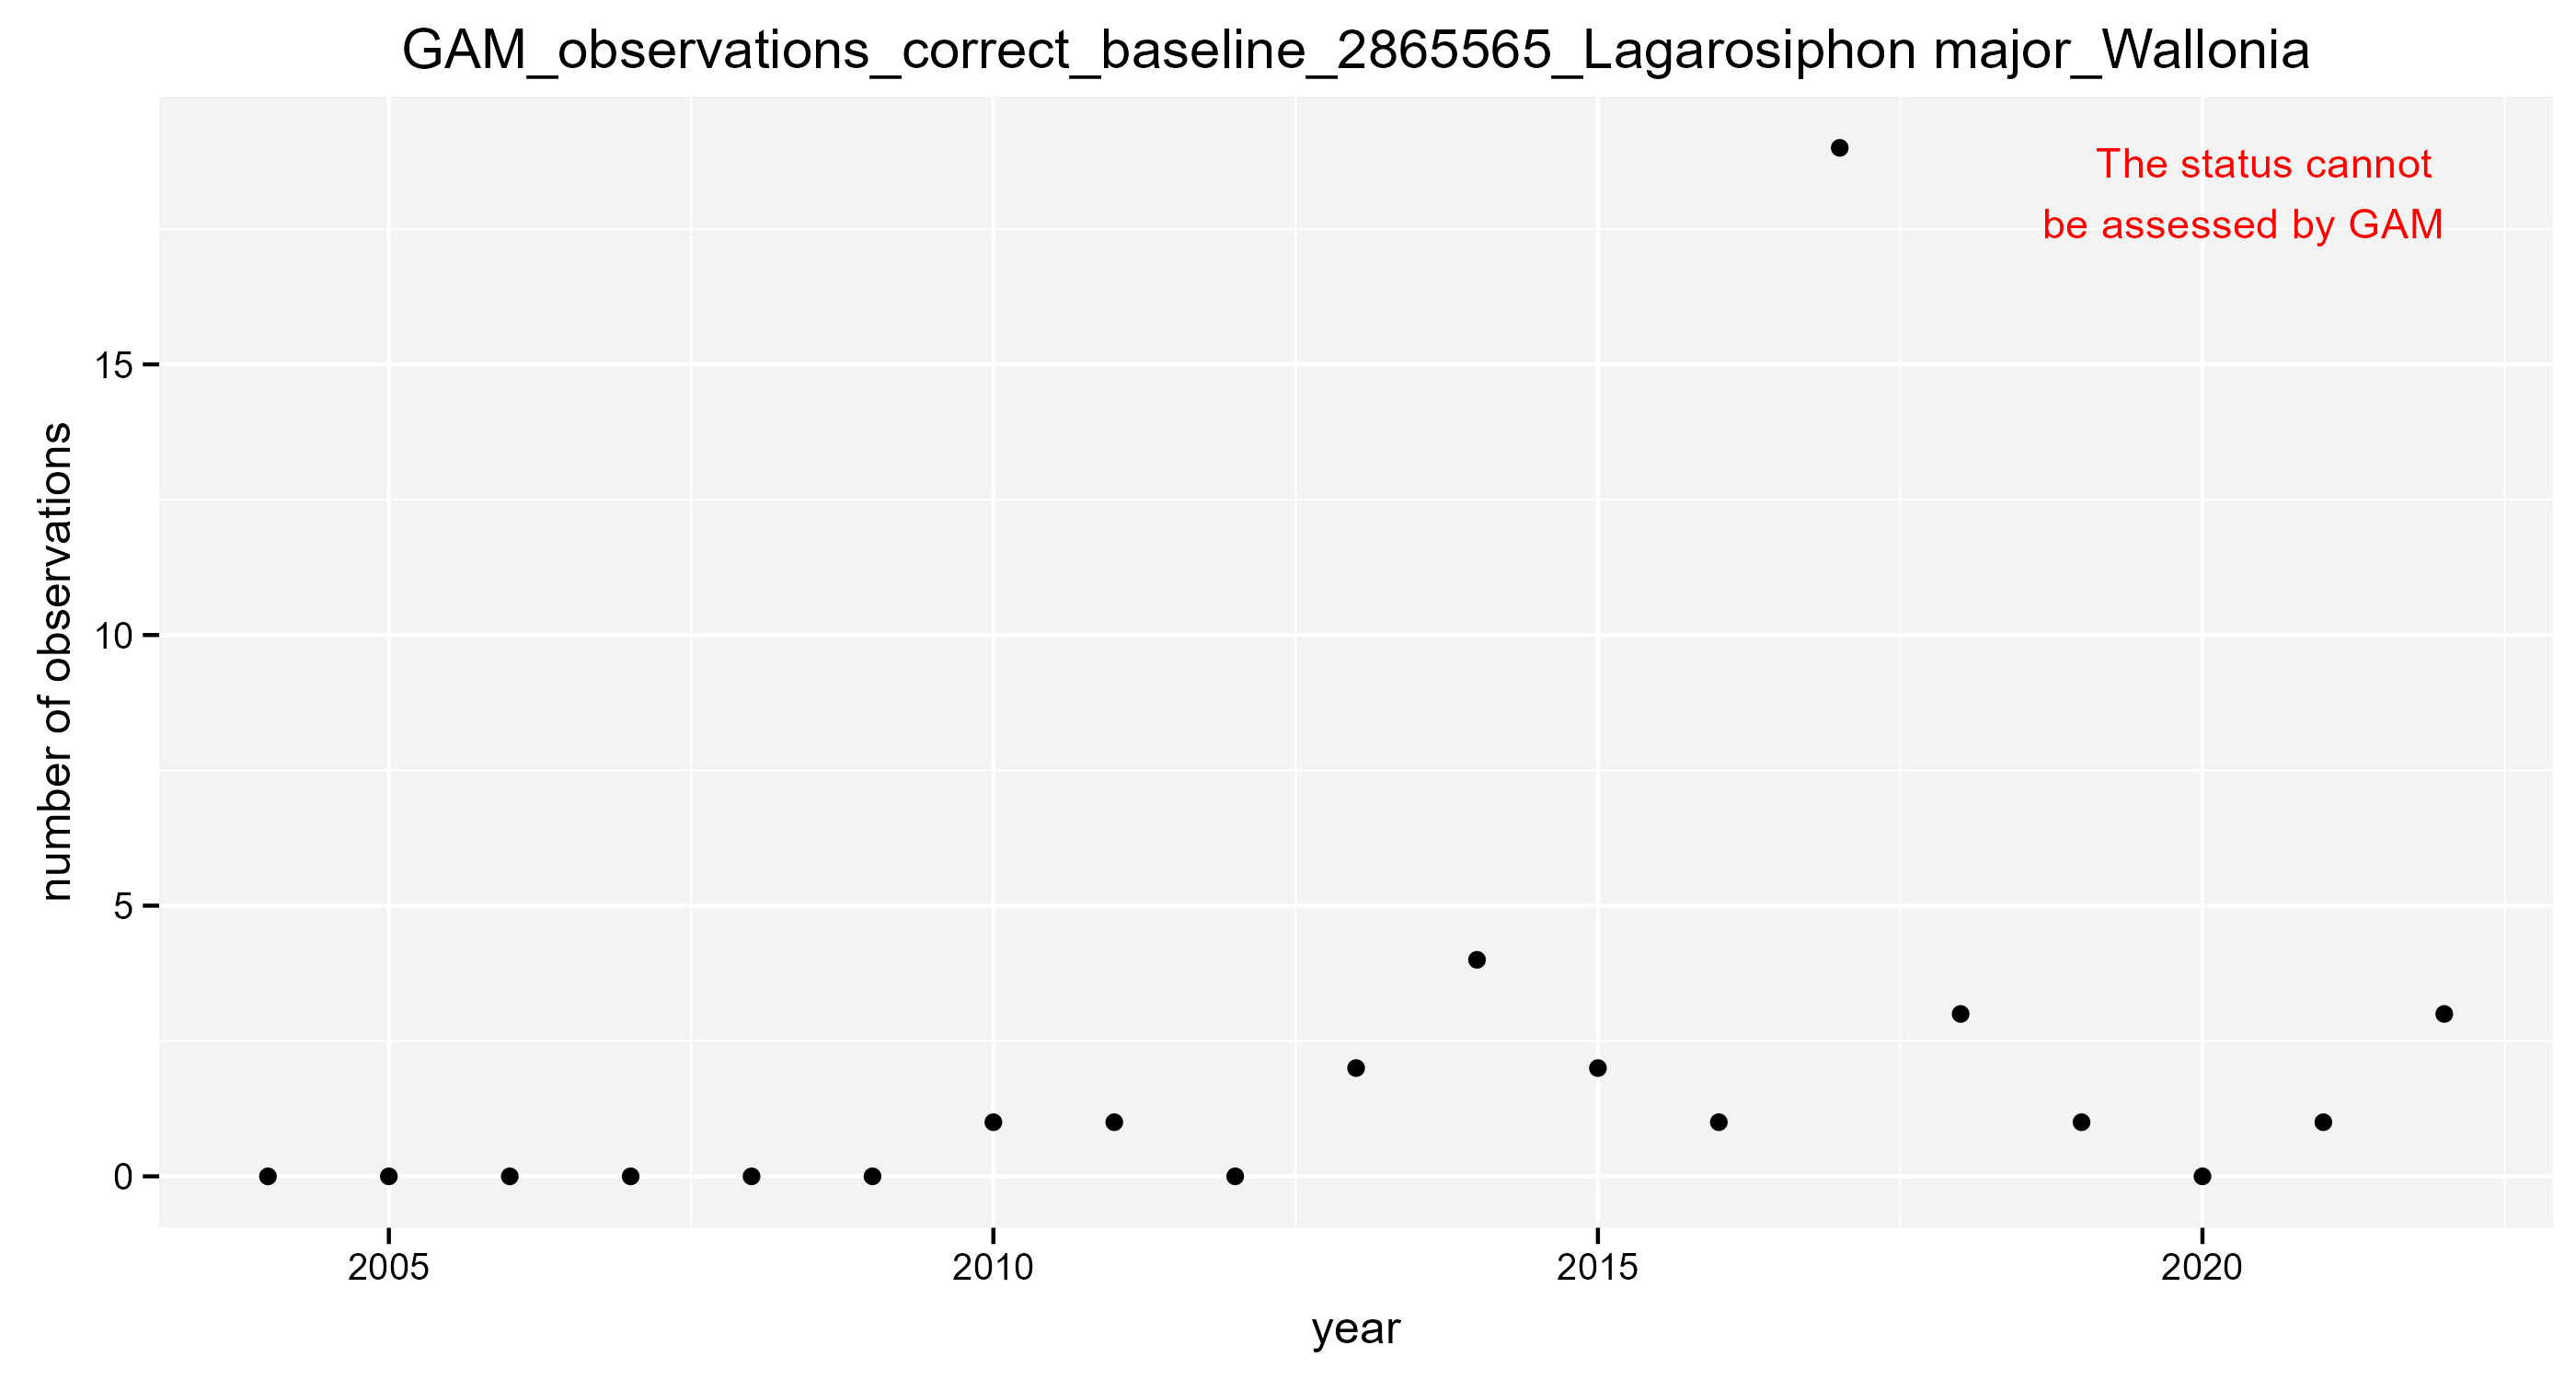 GAM_observations_correct_baseline_2865565_Lagarosiphon major_Wallonia
The status cannot
be assessed by GAM
number of observations
15
10
5
0
2005
2010
2015
2020
year